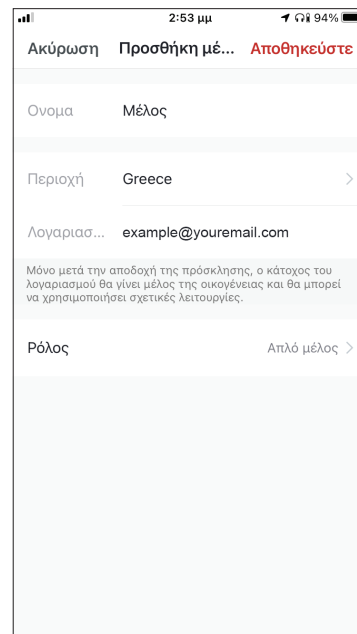 2:53 μμ 94%
Ακύρωση Προσθήκη μέ... Αποθηκεύστε
Ονομα Μέλος
Περιοχή Greece
Λογαριασ... example@youremail.com
Μόνο μετά την αποδοχή της πρόσκλησης, ο κάτοχος του
λογαριασμού θα γίνει μέλος της οικογένειας και θα μπορεί
να χρησιμοποιήσει σχετικές λειτουργίες.
Ρόλος Απλό μέλος